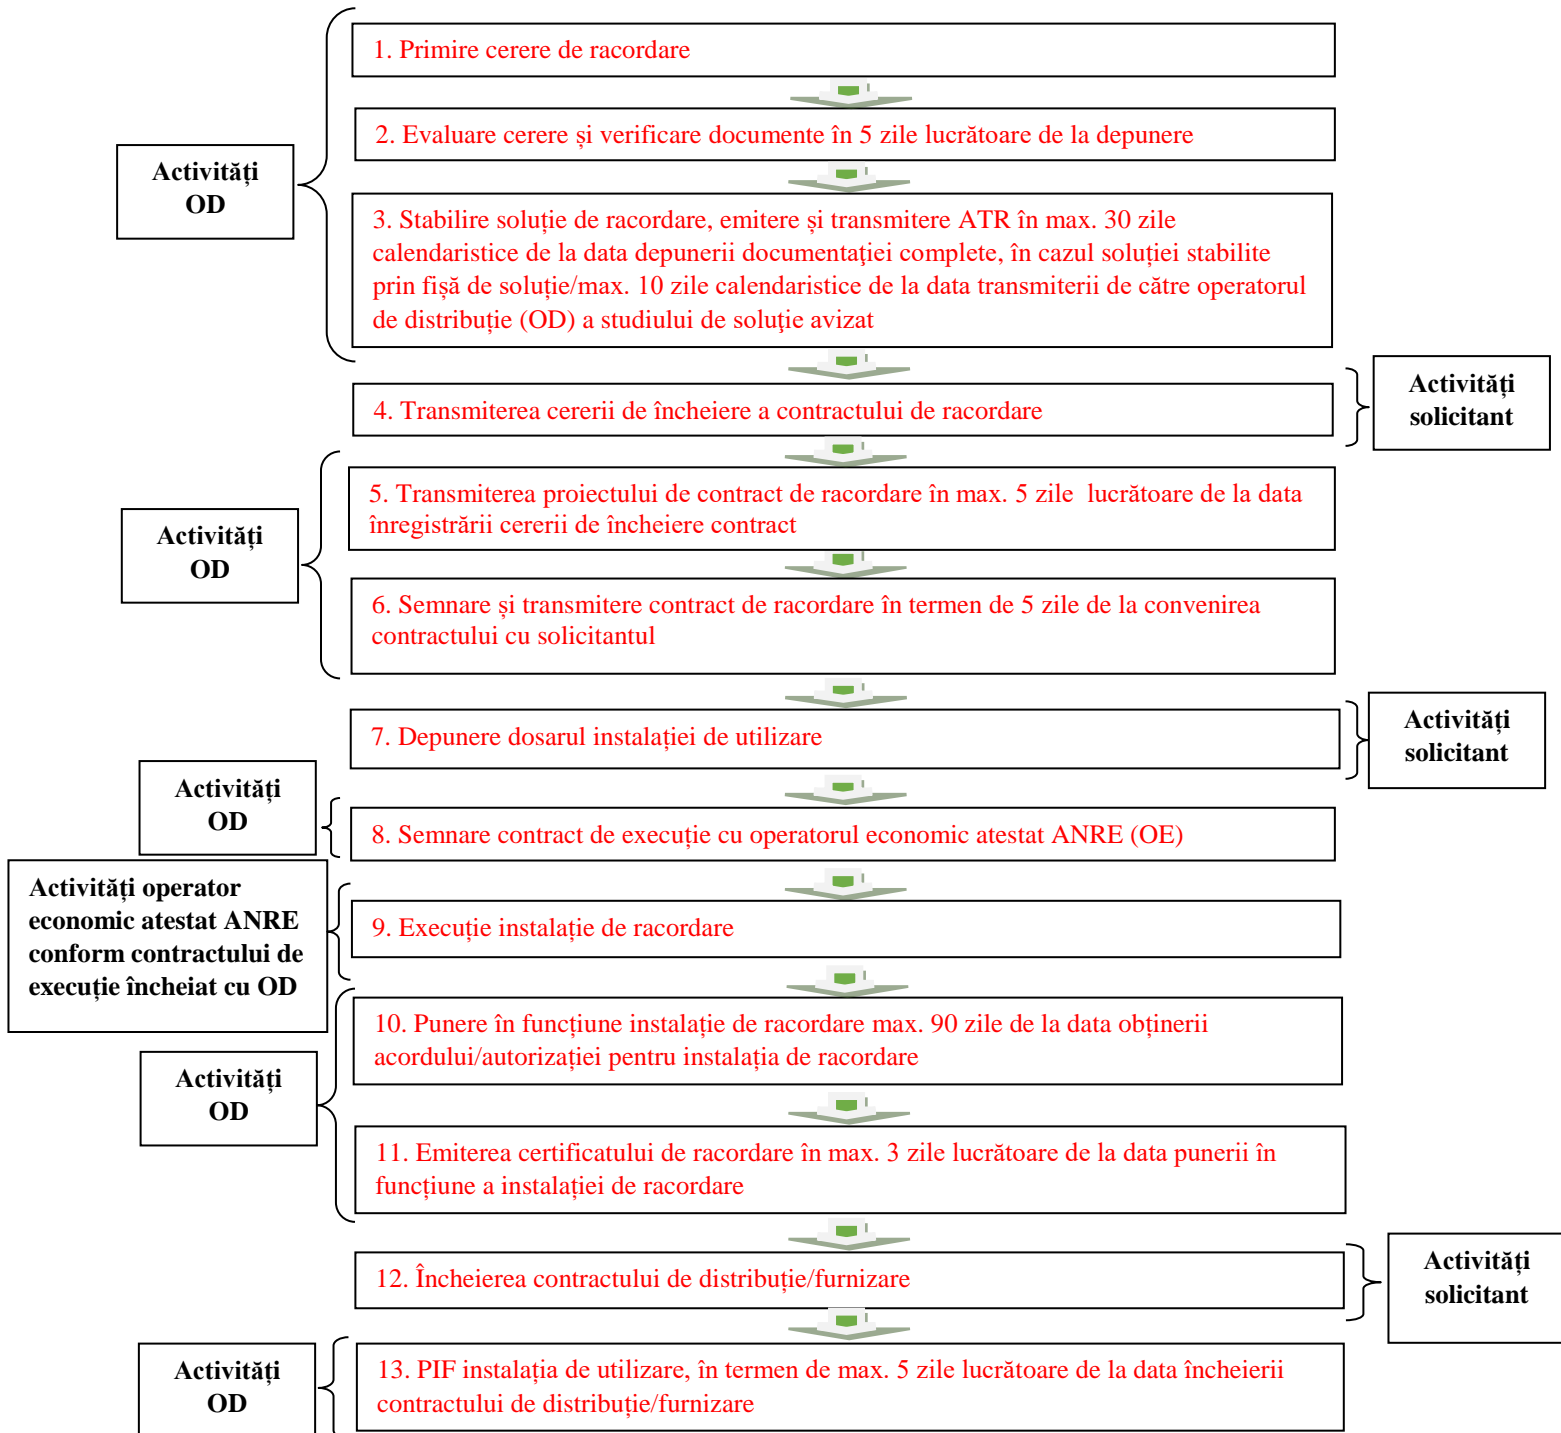 1. Primire cerere de racordare
2. Evaluare cerere și verificare documente în 5 zile lucrătoare de la depunere
Activități
OD
3. Stabilire soluție de racordare, emitere și transmitere ATR în max. 30 zile
calendaristice de la data depunerii documentaţiei complete, în cazul soluției stabilite
prin fișă de soluție/max. 10 zile calendaristice de la data transmiterii de către operatorul
de distribuție (OD) a studiului de soluţie avizat
4. Transmiterea cererii de încheiere a contractului de racordare
Activități
solicitant
5. Transmiterea proiectului de contract de racordare în max. 5 zile  lucrătoare de la data
înregistrării cererii de încheiere contract
Activități
OD
6. Semnare și transmitere contract de racordare în termen de 5 zile de la convenirea
contractului cu solicitantul
7. Depunere dosarul instalației de utilizare
Activități
solicitant
Activități
OD
8. Semnare contract de execuție cu operatorul economic atestat ANRE (OE)
Activități operator
economic atestat ANRE
conform contractului de
execuție încheiat cu OD
9. Execuție instalație de racordare
10. Punere în funcțiune instalație de racordare max. 90 zile de la data obținerii
acordului/autorizației pentru instalația de racordare
Activități
OD
11. Emiterea certificatului de racordare în max. 3 zile lucrătoare de la data punerii în
funcțiune a instalației de racordare
12. Încheierea contractului de distribuție/furnizare
Activități
solicitant
13. PIF instalația de utilizare, în termen de max. 5 zile lucrătoare de la data încheierii
contractului de distribuție/furnizare
Activități
OD